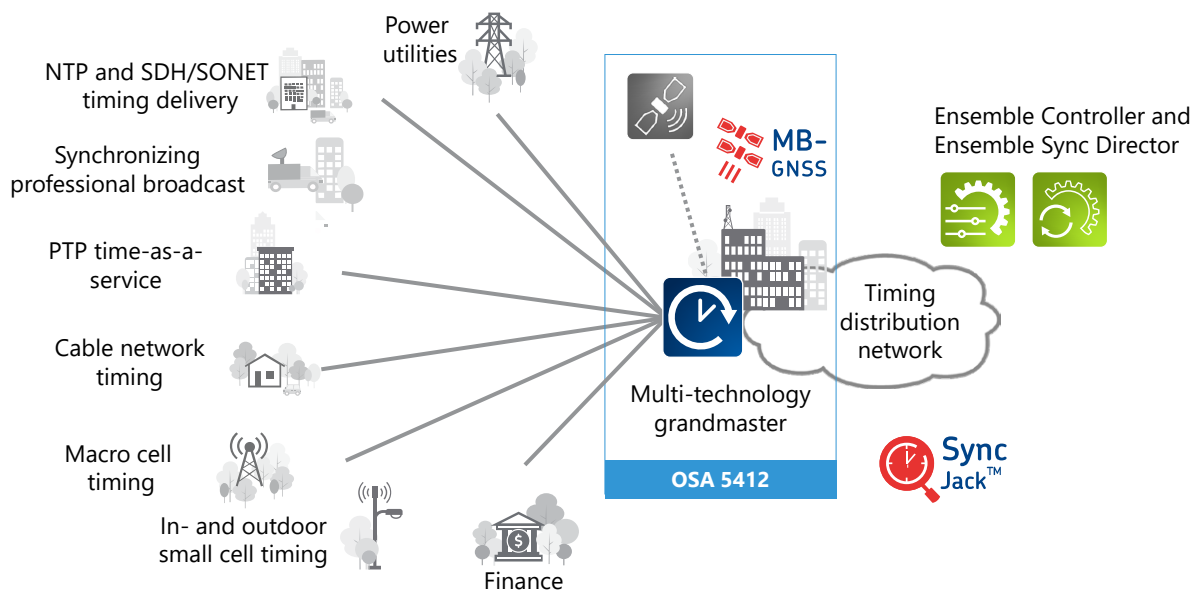 Power
utilities
NTP and SDH/SONET
timing delivery
Synchronizing
professional broadcast
PTP time-as-a-
service
Cable network
timing
Macro cell
timing
In- and outdoor
small cell timing
$
Finance
MB-
GNSS
Multi-technology
grandmaster
OSA 5412
Ensemble Controller and
Ensemble Sync Director
Timing
distribution
network
Sync
Jack™